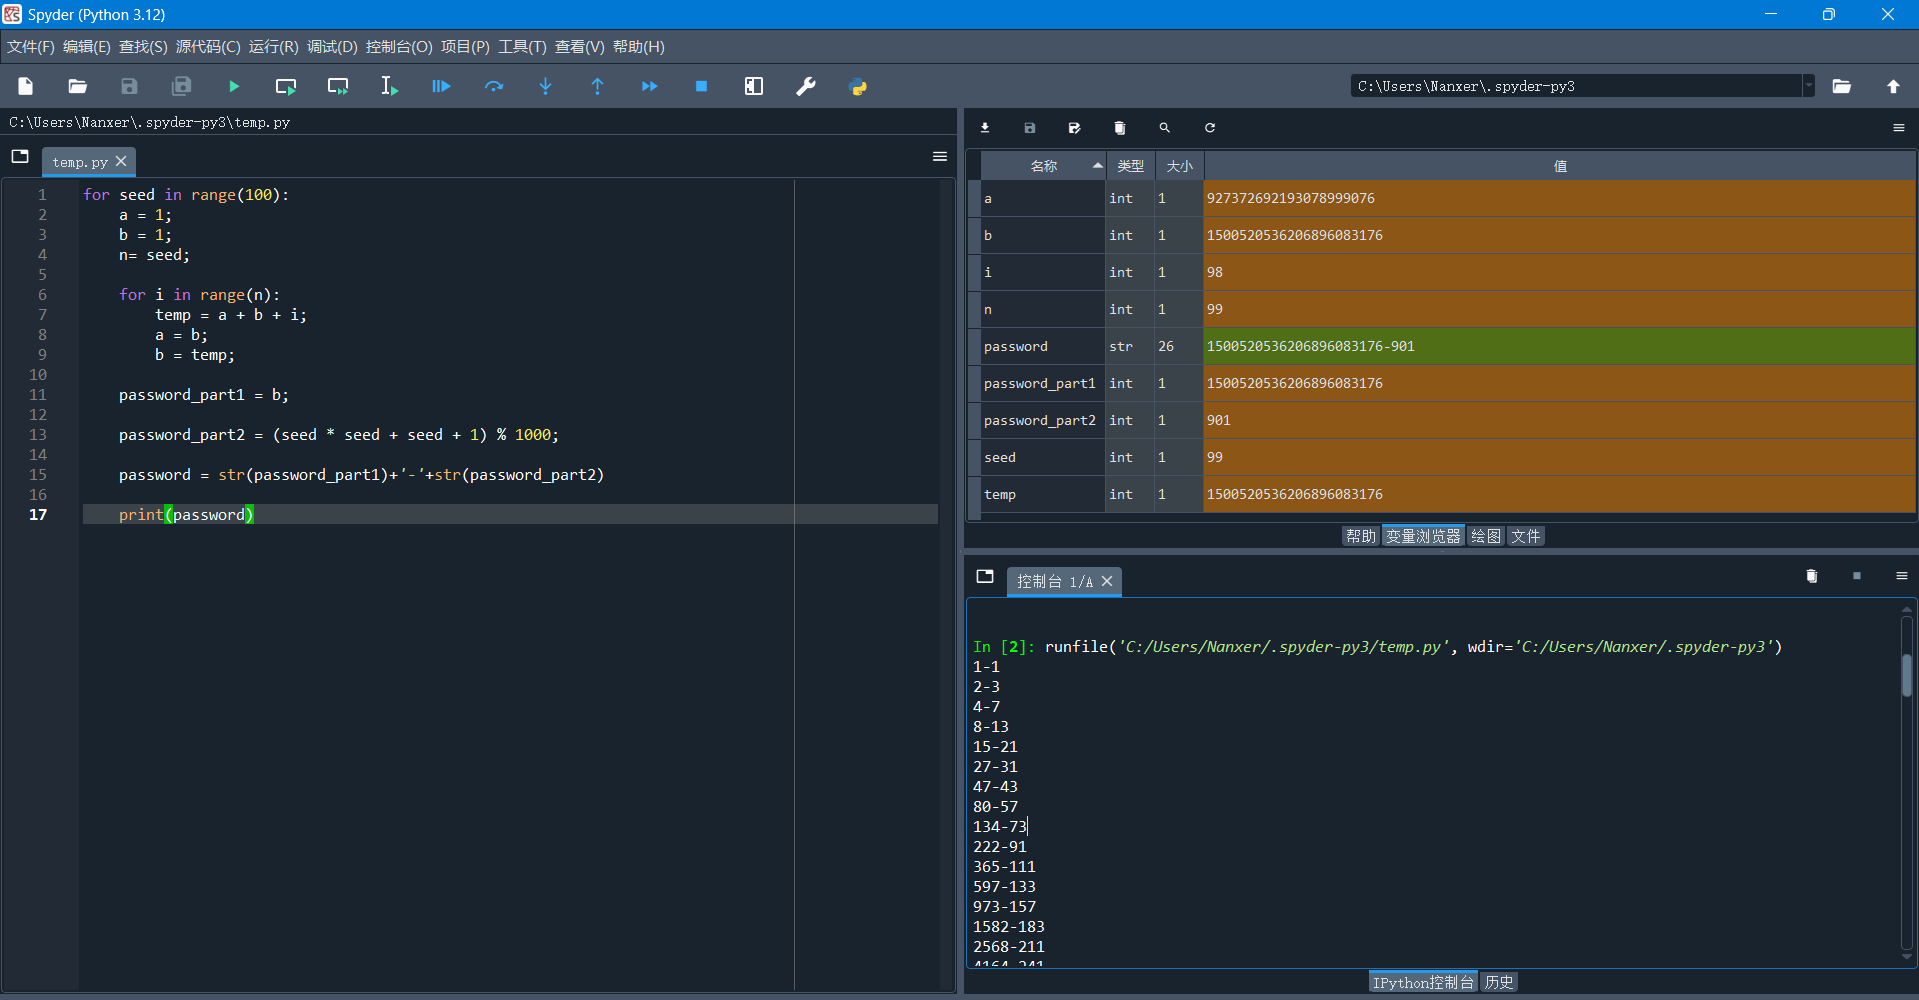 Spyder (Python 3.12)
文件(F) 编辑(E) 查找(S) 源代码(C) 运行(R) 调试(D) 控制台(O) 项目(P) 工具(T) 查看(V) 帮助(H)
C:\Users\Nanxer\.spyder-py3
C:\Users\Nanxer\.spyder-py3\temp.py
temp.py
1 for seed in range(100):
2 a = 1;
3 b = 1;
4 n= seed;
5
6 for i in range(n):
7 temp = a + b + i;
8 a = b;
9 b = temp;
10
11 password_part1 = b;
12
13 password_part2 = (seed * seed + seed + 1) % 1000;
14
15 password = str(password_part1)+'-'+str(password_part2)
16
17 print(password)
名称 类型 大小 值
a int 1 927372692193078999076
b int 1 1500520536206896083176
i int 1 98
n int 1 99
password str 26 1500520536206896083176-901
password_part1 int 1 1500520536206896083176
password_part2 int 1 901
seed int 1 99
temp int 1 1500520536206896083176
帮助 变量浏览器 绘图 文件
控制台 1/A
In [2]: runfile('C:/Users/Nanxer/.spyder-py3/temp.py', wdir='C:/Users/Nanxer/.spyder-py3')
1-1
2-3
4-7
8-13
15-21
27-31
47-43
80-57
134-73
222-91
365-111
597-133
973-157
1582-183
2568-211
4164-241
IPython控制台 历史